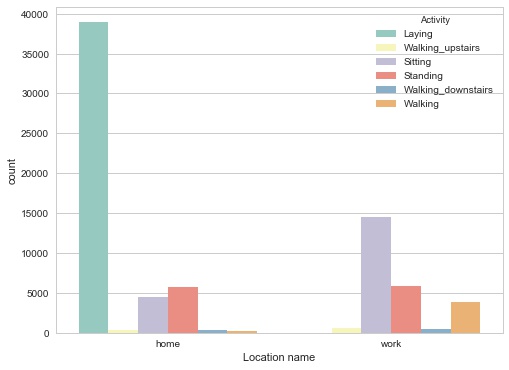 40000
35000
30000
25000
20000
15000
10000
5000
0
count
Activity
Laying
Walking_upstairs
Sitting
Standing
Walking_downstairs
Walking
home
work
Location name